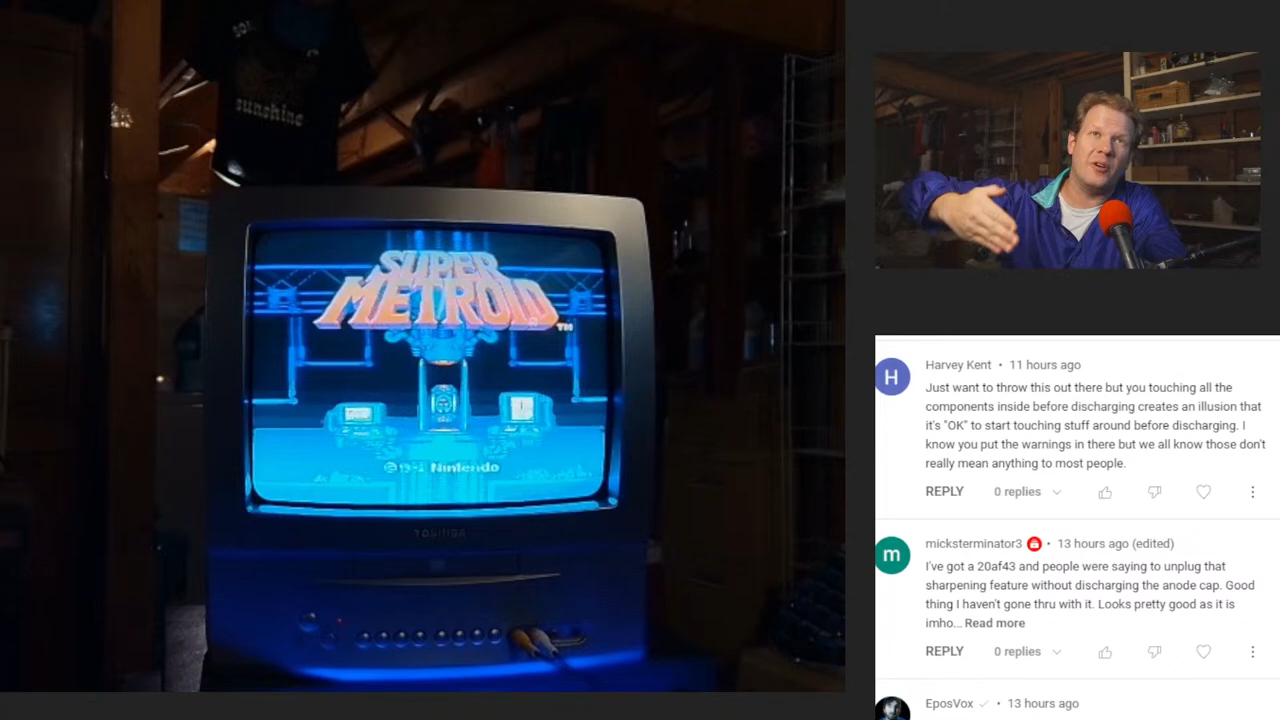 sunshine
SUPER
METROID
TM
Nintendo
TOSHIBA
H
Harvey Kent • 11 hours ago
Just want to throw this out there but you touching all the
components inside before discharging creates an illusion that
it's "OK" to start touching stuff around before discharging. I
know you put the warnings in there but we all know those don't
really mean anything to most people.
REPLY 0 replies
m
micksterminator3 • 13 hours ago (edited)
I've got a 20af43 and people were saying to unplug that
sharpening feature without discharging the anode cap. Good
thing I haven't gone thru with it. Looks pretty good as it is
imho... Read more
REPLY 0 replies
EposVox • 13 hours ago